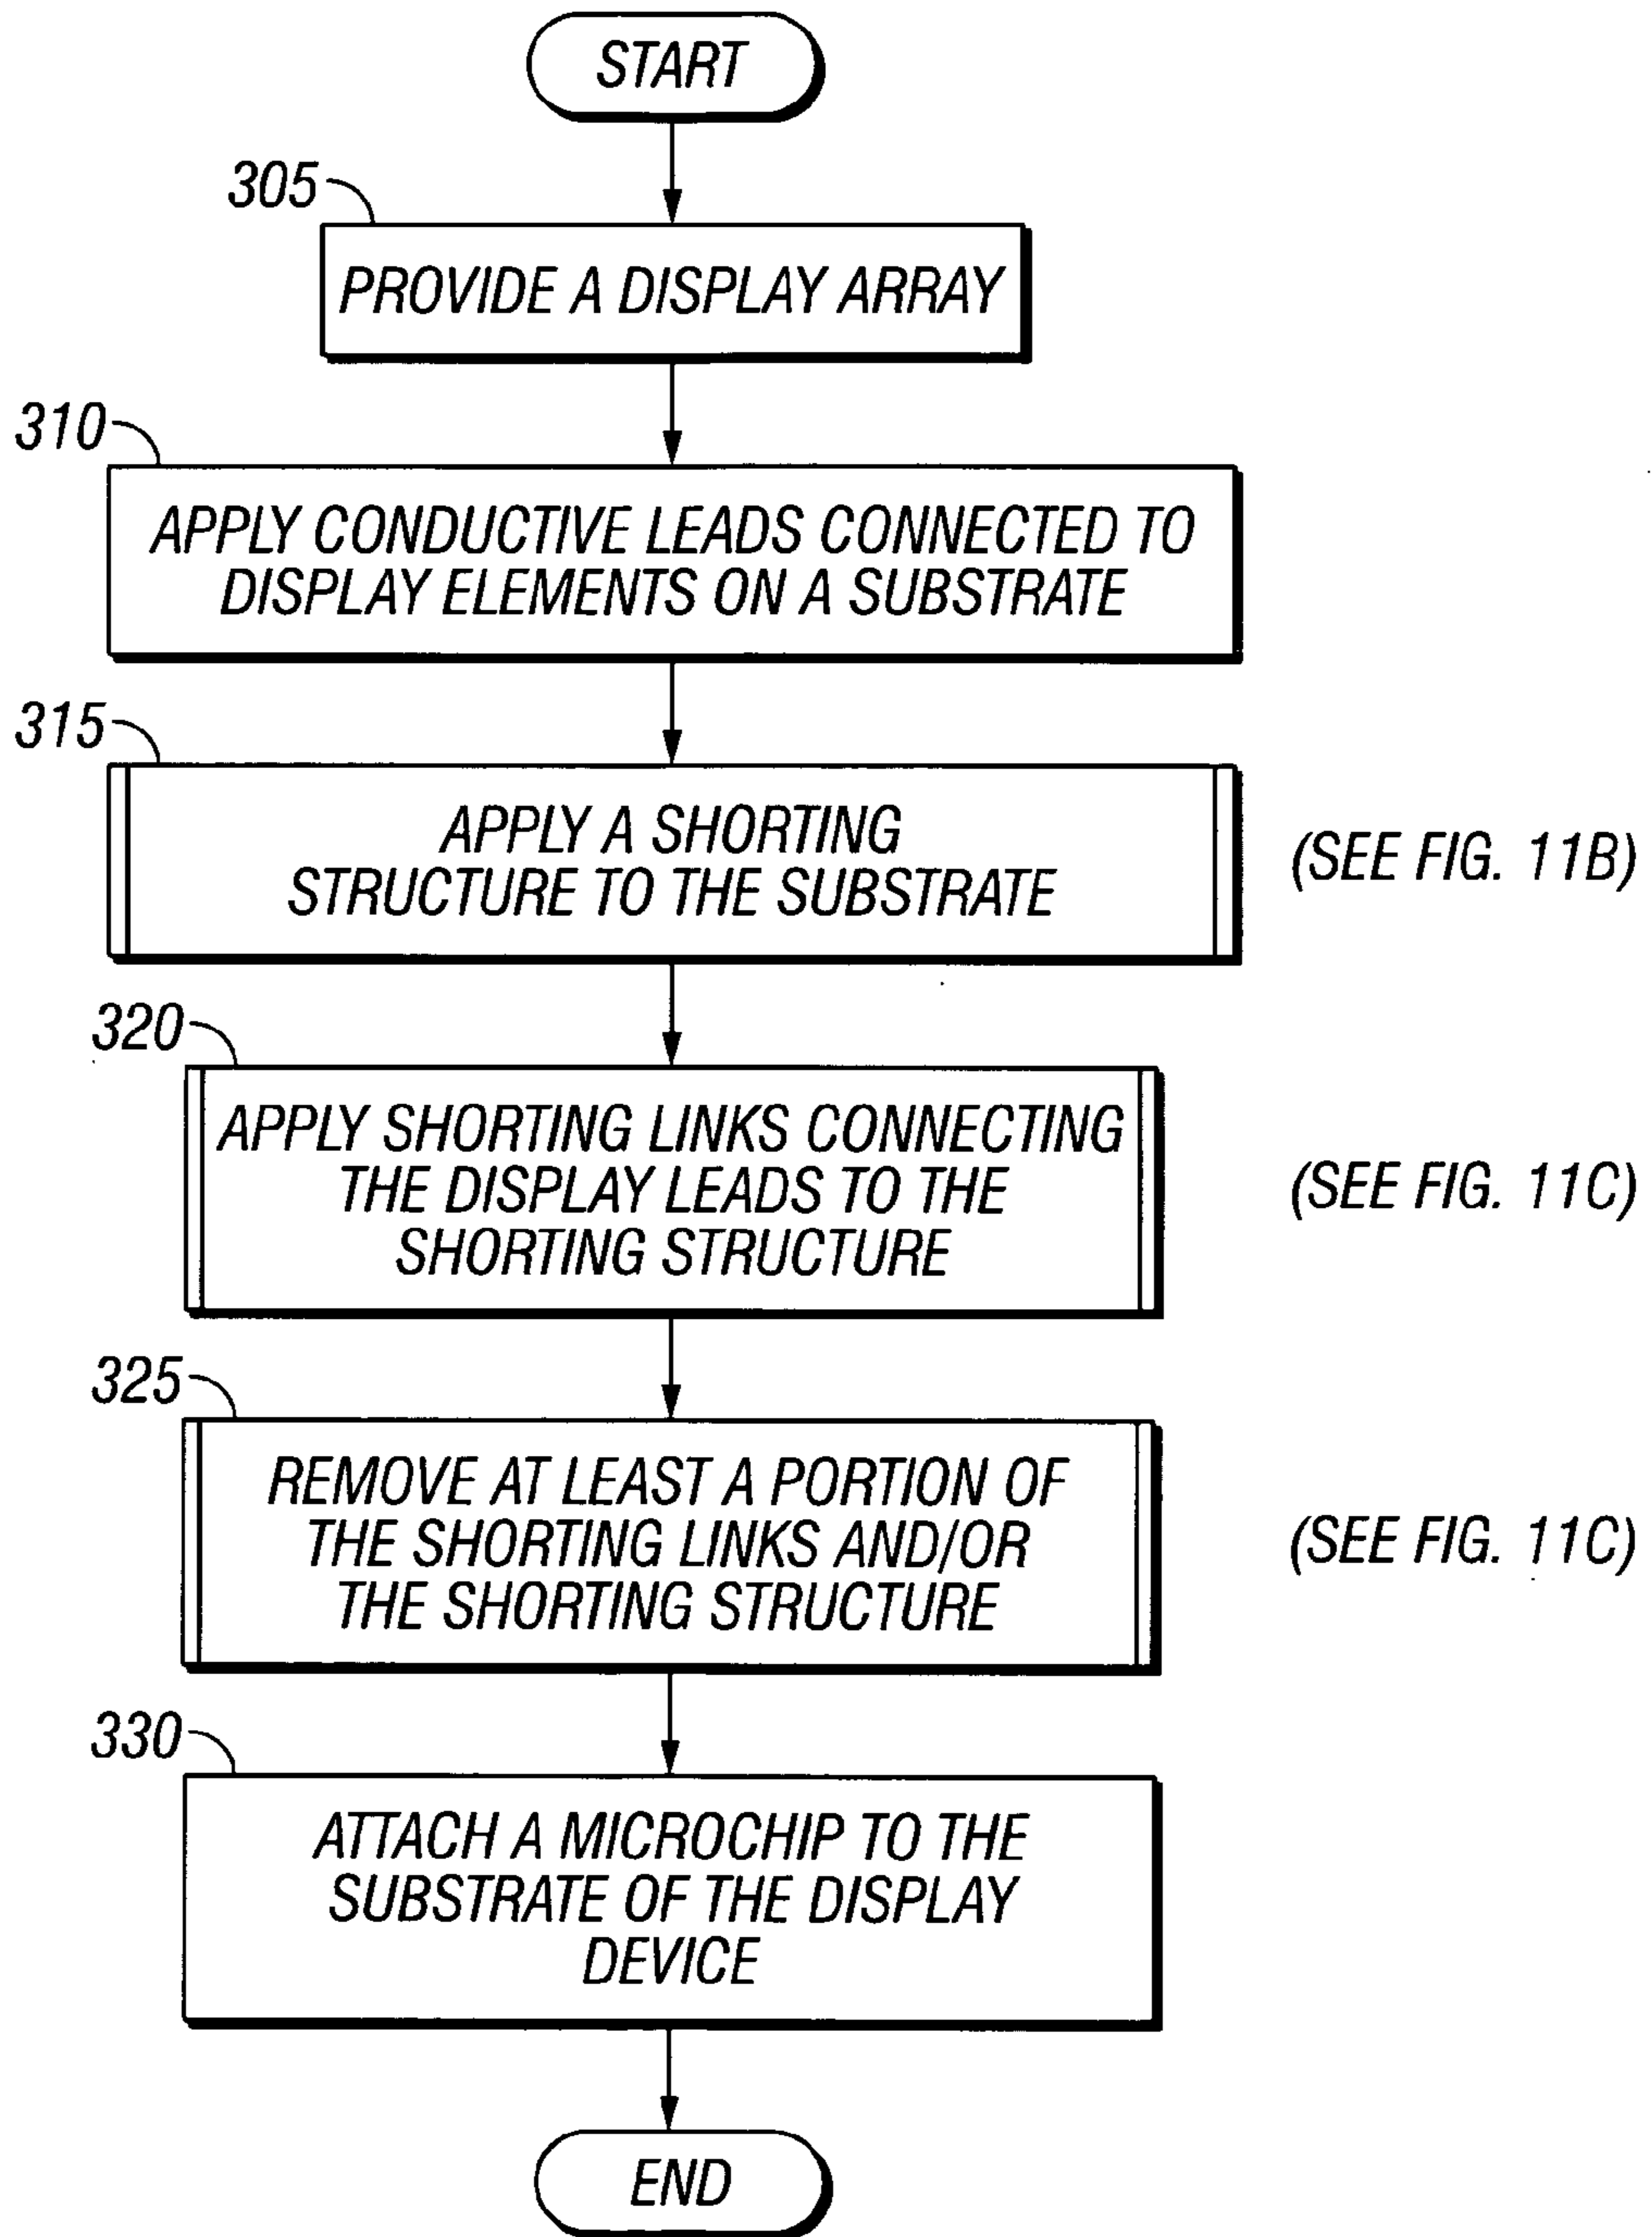 START
305
PROVIDE A DISPLAY ARRAY
310
APPLY CONDUCTIVE LEADS CONNECTED TO
DISPLAY ELEMENTS ON A SUBSTRATE
315
APPLY A SHORTING
STRUCTURE TO THE SUBSTRATE
(SEE FIG. 11B)
320
APPLY SHORTING LINKS CONNECTING
THE DISPLAY LEADS TO THE
SHORTING STRUCTURE
(SEE FIG. 11C)
325
REMOVE AT LEAST A PORTION OF
THE SHORTING LINKS AND/OR
THE SHORTING STRUCTURE
(SEE FIG. 11C)
330
ATTACH A MICROCHIP TO THE
SUBSTRATE OF THE DISPLAY
DEVICE
END